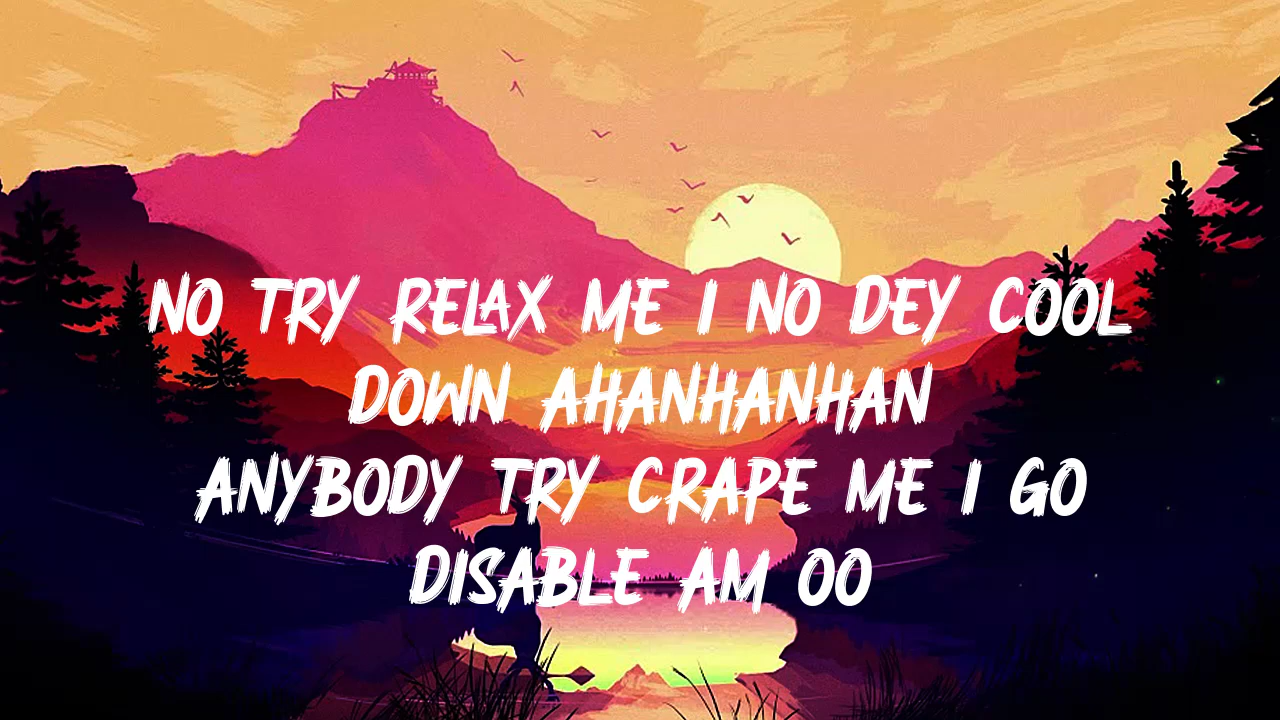 NO TRY RELAX ME I NO DEY COOL
DOWN AHANHANHAN
ANYBODY TRY CRAPE ME I GO
DISABLE AM OO